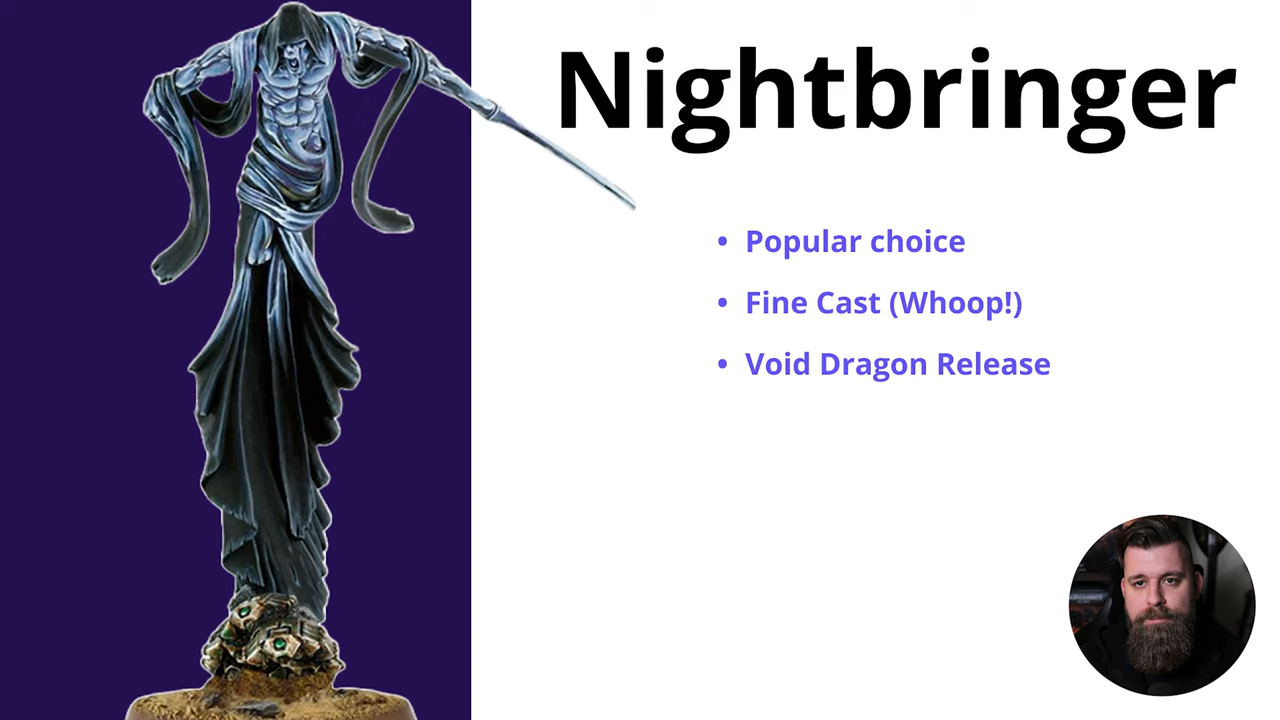 Nightbringer
• Popular choice
• Fine Cast (Whoop!)
• Void Dragon Release